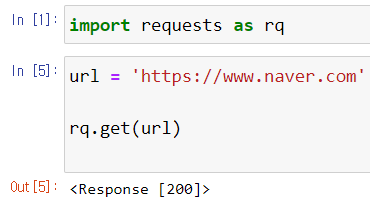 In [1]: import requests as rq
In [5]: url = 'https://www.naver.com'
rq.get(url)
Out[5]: <Response [200]>